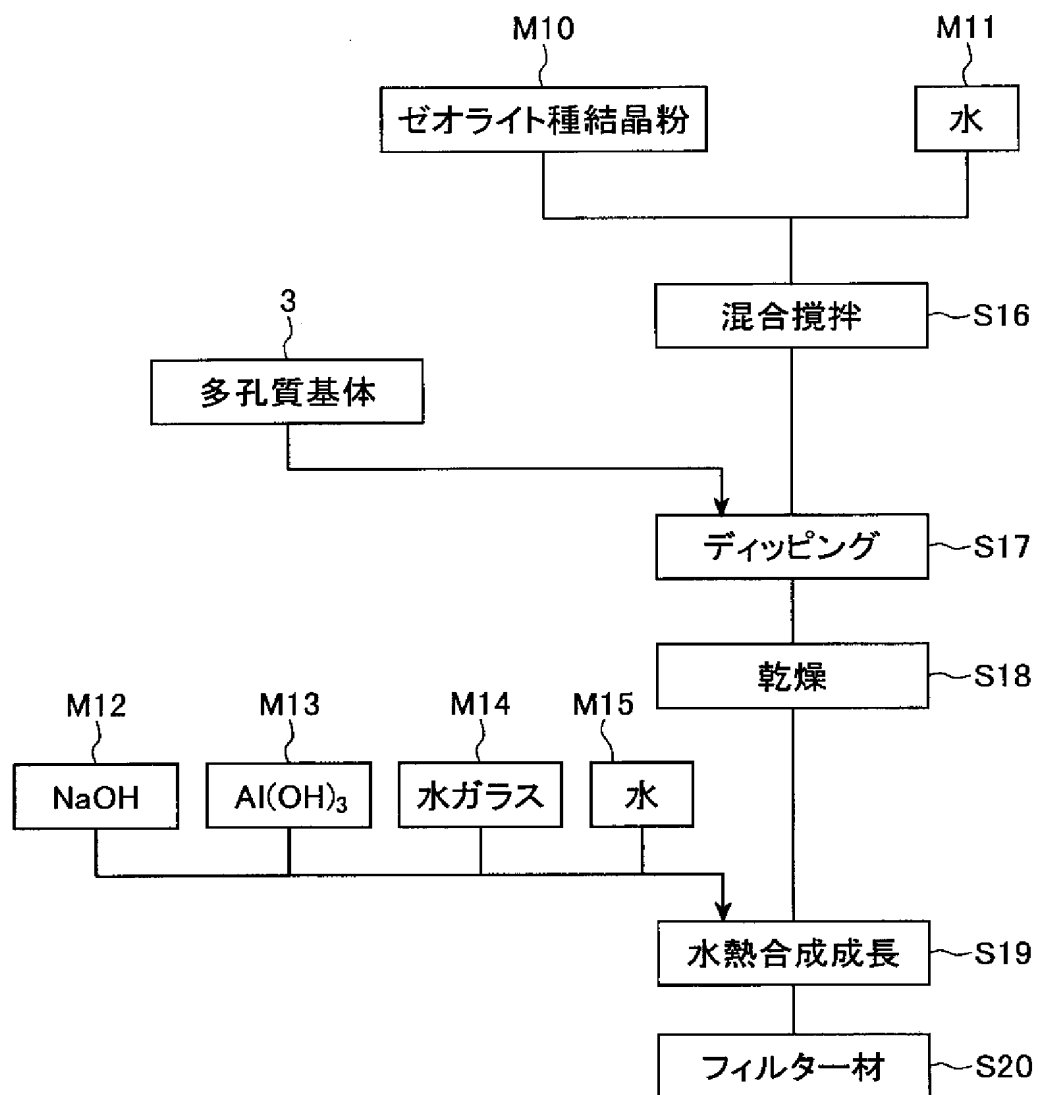 M10
M11
ゼオライト種結晶粉
水
3
混合撹拌
S16
多孔質基体
ディッピング
S17
乾燥
S18
M12
M13
M14
M15
NaOH
Al(OH)₃
水ガラス
水
水熱合成成長
S19
フィルター材
S20